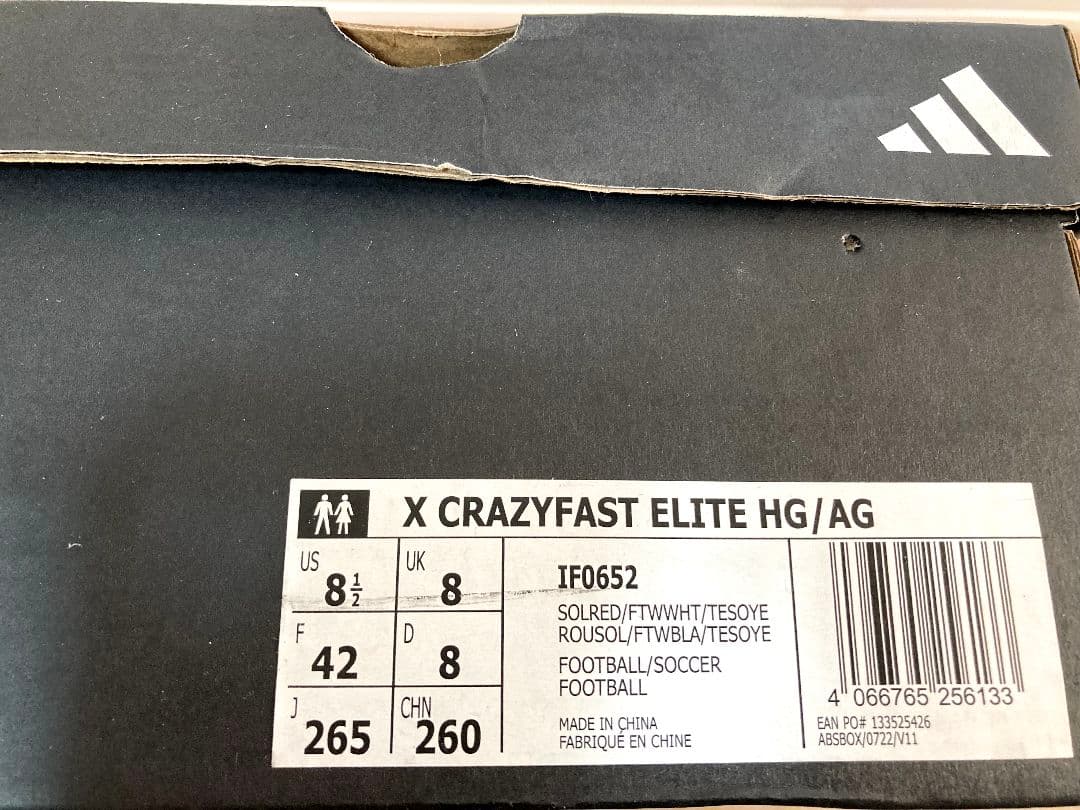 X CRAZYFAST ELITE HG/AG
US 8 1/2
UK 8
F 42
D 8
J 265
CHN 260
IF0652
SOLRED/FTWWHT/TESOYE
ROUSOL/FTWBLA/TESOYE
FOOTBALL/SOCCER
FOOTBALL
MADE IN CHINA
FABRIQUÉ EN CHINE
4 066765 256133
EAN PO# 133525426
ABSBOX/0722/V11